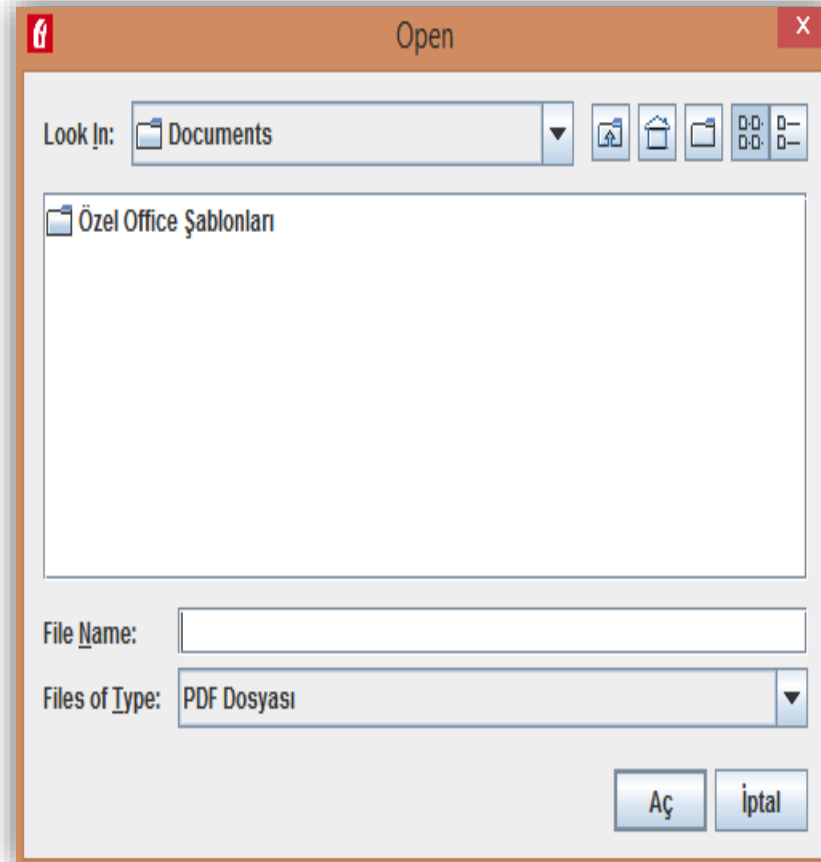 Open
Look In: Documents
Özel Office Şablonları
File Name:
Files of Type: PDF Dosyası
Aç İptal